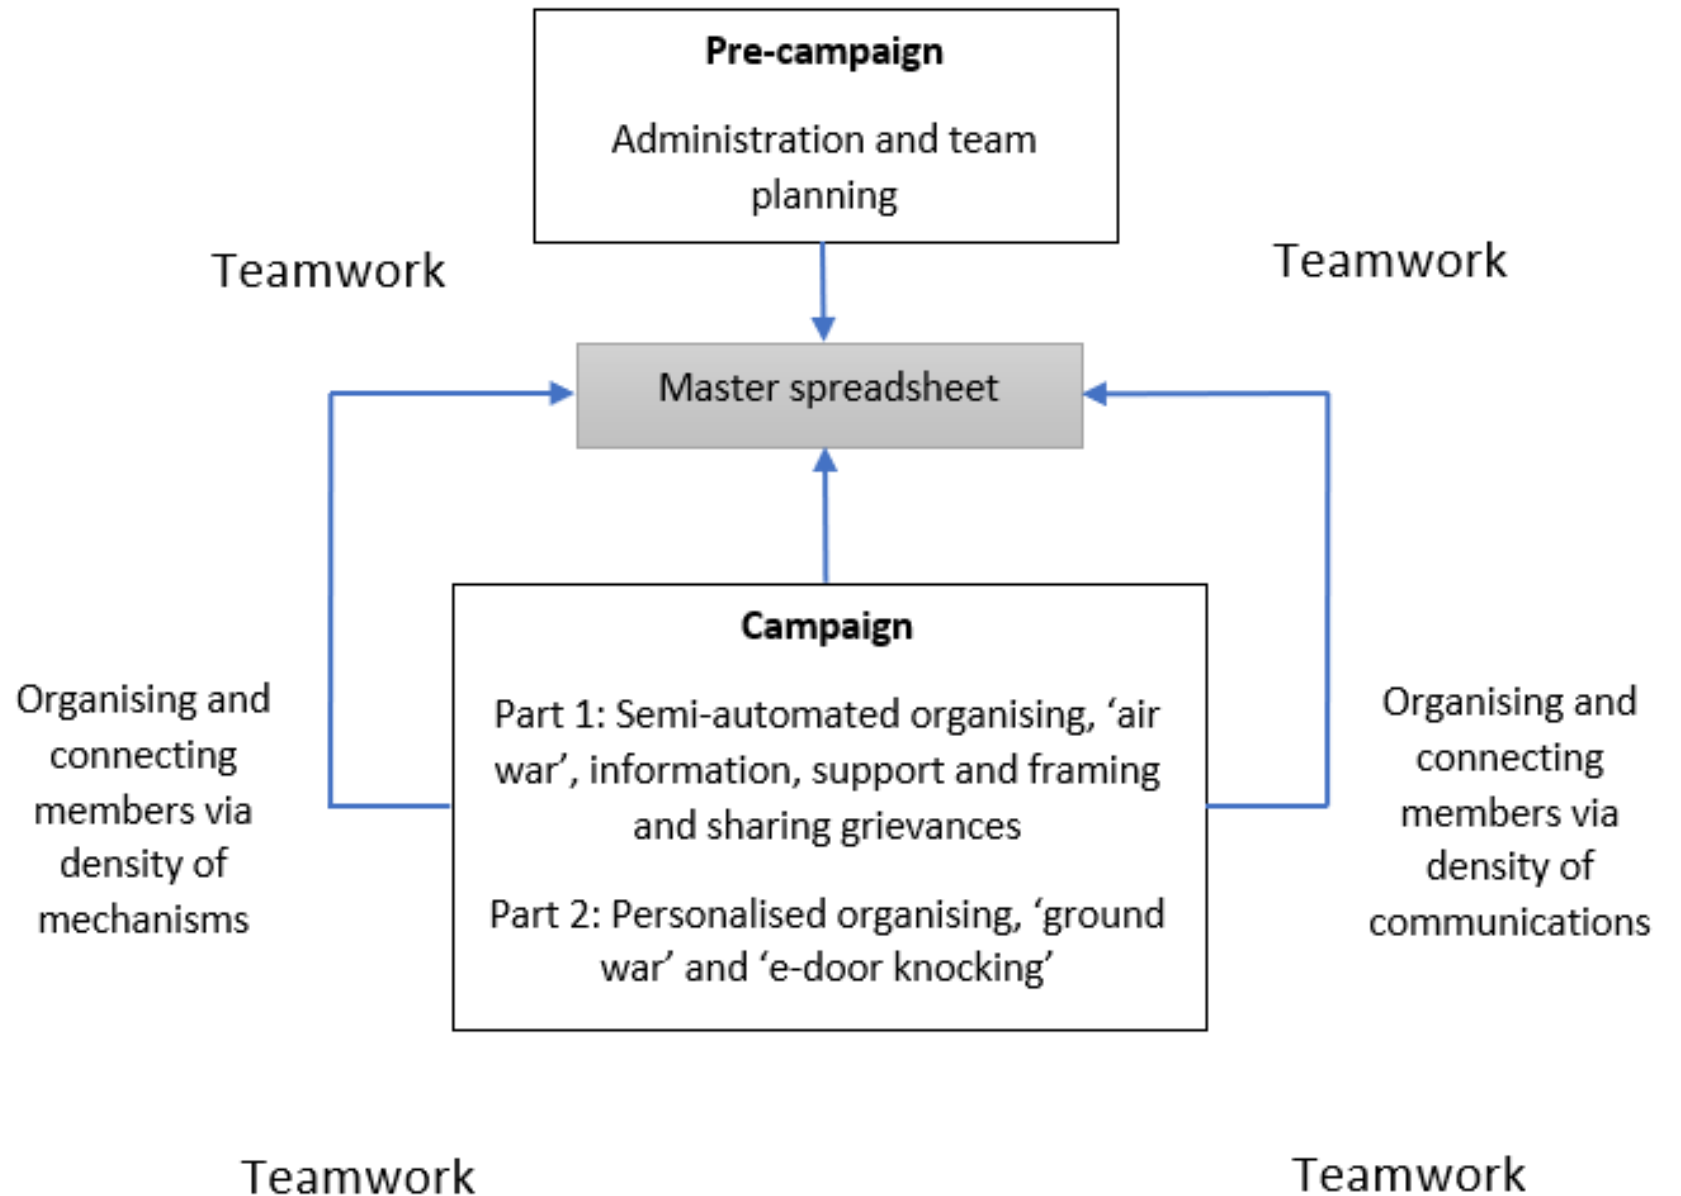 Pre-campaign
Administration and team
planning
Teamwork
Teamwork
Master spreadsheet
Organising and
connecting
members via
density of
mechanisms
Campaign
Part 1: Semi-automated organising, ‘air
war’, information, support and framing
and sharing grievances
Part 2: Personalised organising, ‘ground
war’ and ‘e-door knocking’
Organising and
connecting
members via
density of
communications
Teamwork
Teamwork